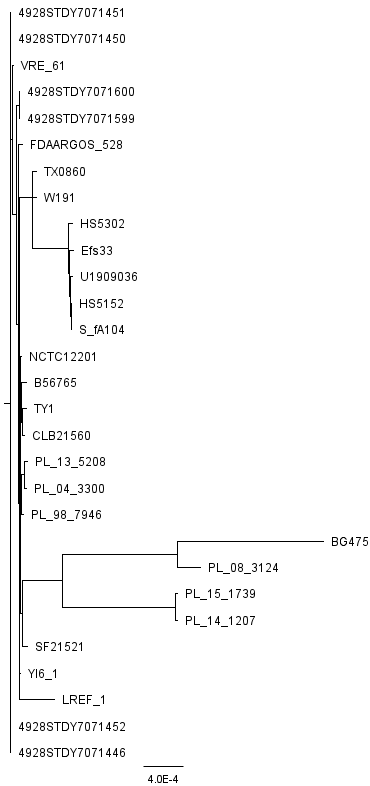 4928STDY7071451
4928STDY7071450
VRE_61
4928STDY7071600
4928STDY7071599
FDAARGOS_528
TX0860
W191
HS5302
Efs33
U1909036
HS5152
S_fA104
NCTC12201
B56765
TY1
CLB21560
PL_13_5208
PL_04_3300
PL_98_7946
BG475
PL_08_3124
PL_15_1739
PL_14_1207
SF21521
YI6_1
LREF_1
4928STDY7071452
4928STDY7071446
4.0E-4